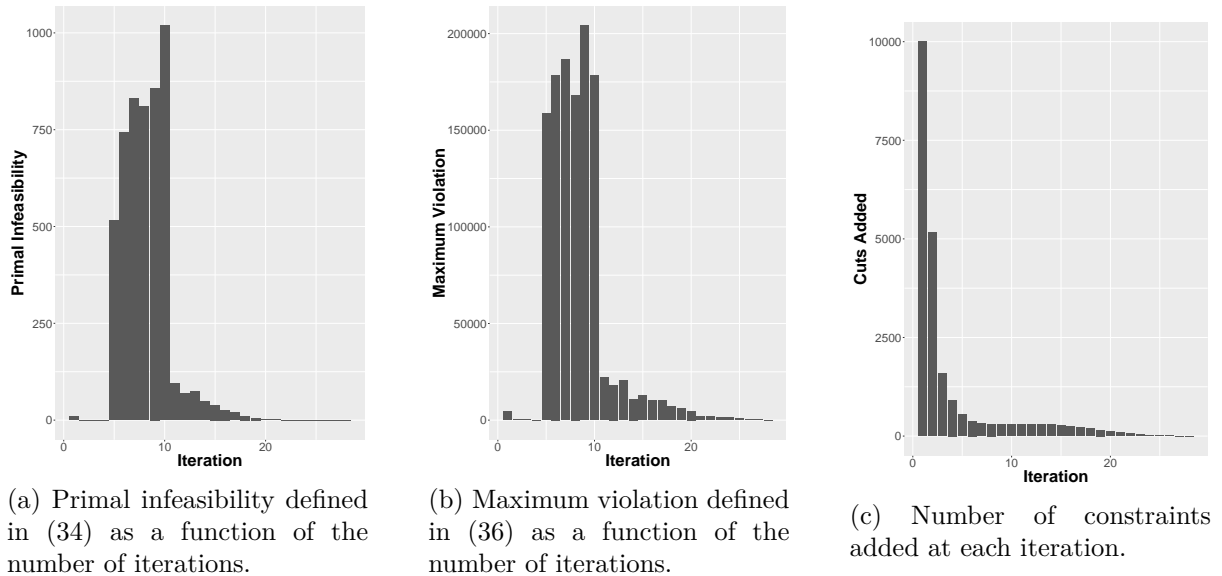 1000
750
500
250
0
Primal Infeasibility
0
10
20
Iteration
(a) Primal infeasibility defined
in (34) as a function of the
number of iterations.
200000
150000
100000
50000
0
Maximum Violation
0
10
20
Iteration
(b) Maximum violation defined
in (36) as a function of the
number of iterations.
10000
7500
5000
2500
0
Cuts Added
0
10
20
Iteration
(c) Number of constraints
added at each iteration.